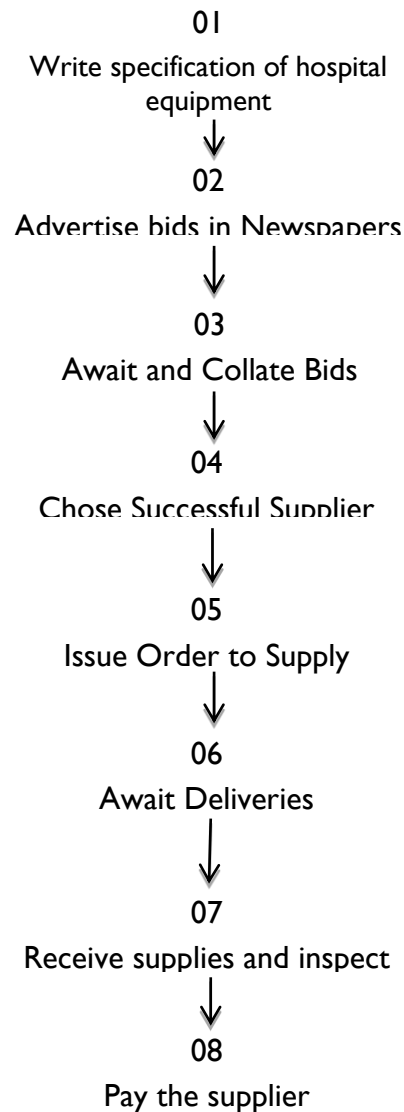 01
Write specification of hospital
equipment
02
Advertise bids in Newspapers
03
Await and Collate Bids
04
Chose Successful Supplier
05
Issue Order to Supply
06
Await Deliveries
07
Receive supplies and inspect
08
Pay the supplier